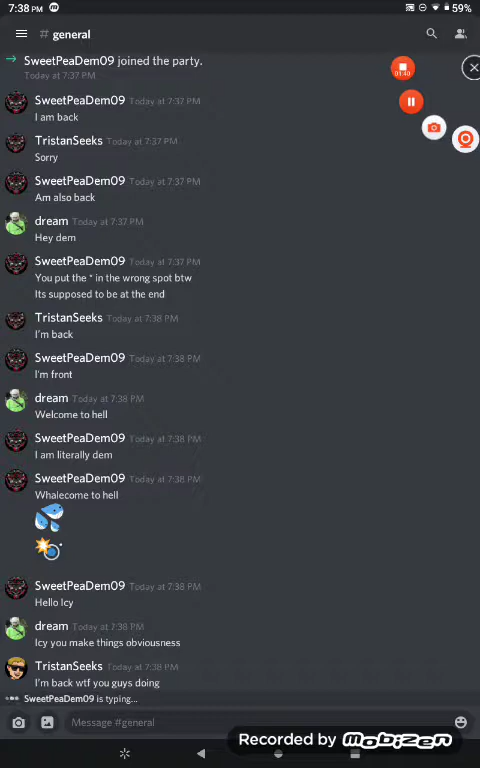 7:38 PM 59%
# general
SweetPeaDem09 joined the party.
Today at 7:37 PM
01:40
SweetPeaDem09 Today at 7:37 PM
I am back
TristanSeeks Today at 7:37 PM
Sorry
SweetPeaDem09 Today at 7:37 PM
Am also back
dream Today at 7:37 PM
Hey dem
SweetPeaDem09 Today at 7:37 PM
You put the * in the wrong spot btw
Its supposed to be at the end
TristanSeeks Today at 7:38 PM
I'm back
SweetPeaDem09 Today at 7:38 PM
I'm front
dream Today at 7:38 PM
Welcome to hell
SweetPeaDem09 Today at 7:38 PM
I am literally dem
SweetPeaDem09 Today at 7:38 PM
Whalecome to hell
SweetPeaDem09 Today at 7:38 PM
Hello Icy
dream Today at 7:38 PM
Icy you make things obviousness
TristanSeeks Today at 7:38 PM
I'm back wtf you guys doing
SweetPeaDem09 is typing...
Message #general
Recorded by MOBIZEN